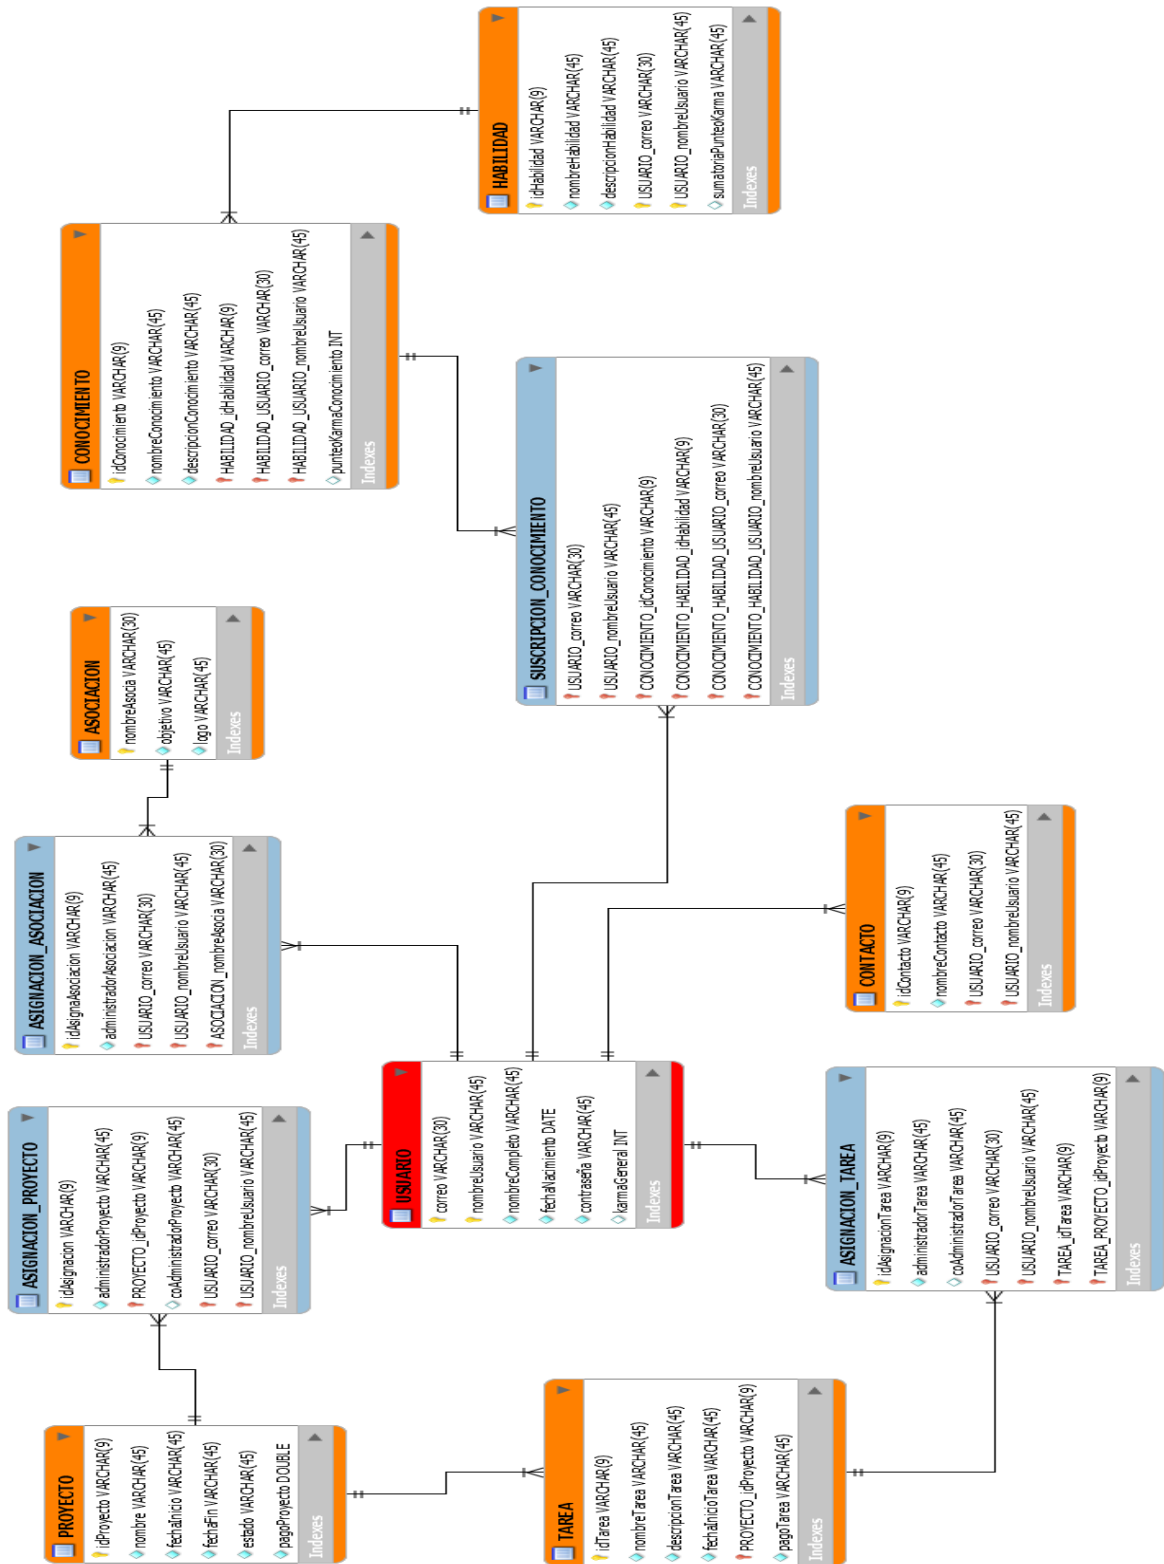 PROYECTO
idProyecto VARCHAR(9)
nombre VARCHAR(45)
fechaInicio VARCHAR(45)
fechaFin VARCHAR(45)
estado VARCHAR(45)
pagoProyecto DOUBLE
Indexes
ASIGNACION_PROYECTO
idAsignacion VARCHAR(9)
administradorProyecto VARCHAR(45)
PROYECTO_idProyecto VARCHAR(9)
coAdministradorProyecto VARCHAR(45)
USUARIO_correo VARCHAR(30)
USUARIO_nombreUsuario VARCHAR(45)
Indexes
ASIGNACION_ASOCIACION
idAsignaAsociacion VARCHAR(9)
administradorAsociacion VARCHAR(45)
USUARIO_correo VARCHAR(30)
USUARIO_nombreUsuario VARCHAR(45)
ASOCIACION_nombreAsocia VARCHAR(30)
Indexes
ASOCIACION
nombreAsocia VARCHAR(30)
objetivo VARCHAR(45)
logo VARCHAR(45)
Indexes
CONOCIMIENTO
idConocimiento VARCHAR(9)
nombreConocimiento VARCHAR(45)
descripcionConocimiento VARCHAR(45)
HABILIDAD_idHabilidad VARCHAR(9)
HABILIDAD_USUARIO_correo VARCHAR(30)
HABILIDAD_USUARIO_nombreUsuario VARCHAR(45)
punteoKarmaConocimiento INT
Indexes
USUARIO
correo VARCHAR(30)
nombreUsuario VARCHAR(45)
nombreCompleto VARCHAR(45)
fechaNacimiento DATE
contraseña VARCHAR(45)
karmaGeneral INT
Indexes
TAREA
idTarea VARCHAR(9)
nombreTarea VARCHAR(45)
descripcionTarea VARCHAR(45)
fechaInicioTarea VARCHAR(45)
PROYECTO_idProyecto VARCHAR(9)
pagoTarea VARCHAR(45)
Indexes
SUSCRIPCION_CONOCIMIENTO
USUARIO_correo VARCHAR(30)
USUARIO_nombreUsuario VARCHAR(45)
CONOCIMIENTO_idConocimiento VARCHAR(9)
CONOCIMIENTO_HABILIDAD_idHabilidad VARCHAR(9)
CONOCIMIENTO_HABILIDAD_USUARIO_correo VARCHAR(30)
CONOCIMIENTO_HABILIDAD_USUARIO_nombreUsuario VARCHAR(45)
Indexes
HABILIDAD
idHabilidad VARCHAR(9)
nombreHabilidad VARCHAR(45)
descripcionHabilidad VARCHAR(45)
USUARIO_correo VARCHAR(30)
USUARIO_nombreUsuario VARCHAR(45)
sumatoriaPunteoKarma VARCHAR(45)
Indexes
ASIGNACION_TAREA
idAsignacionTarea VARCHAR(9)
administradorTarea VARCHAR(45)
coAdministradorTarea VARCHAR(45)
USUARIO_correo VARCHAR(30)
USUARIO_nombreUsuario VARCHAR(45)
TAREA_idTarea VARCHAR(9)
TAREA_PROYECTO_idProyecto VARCHAR(9)
Indexes
CONTACTO
idContacto VARCHAR(9)
nombreContacto VARCHAR(45)
USUARIO_correo VARCHAR(30)
USUARIO_nombreUsuario VARCHAR(45)
Indexes